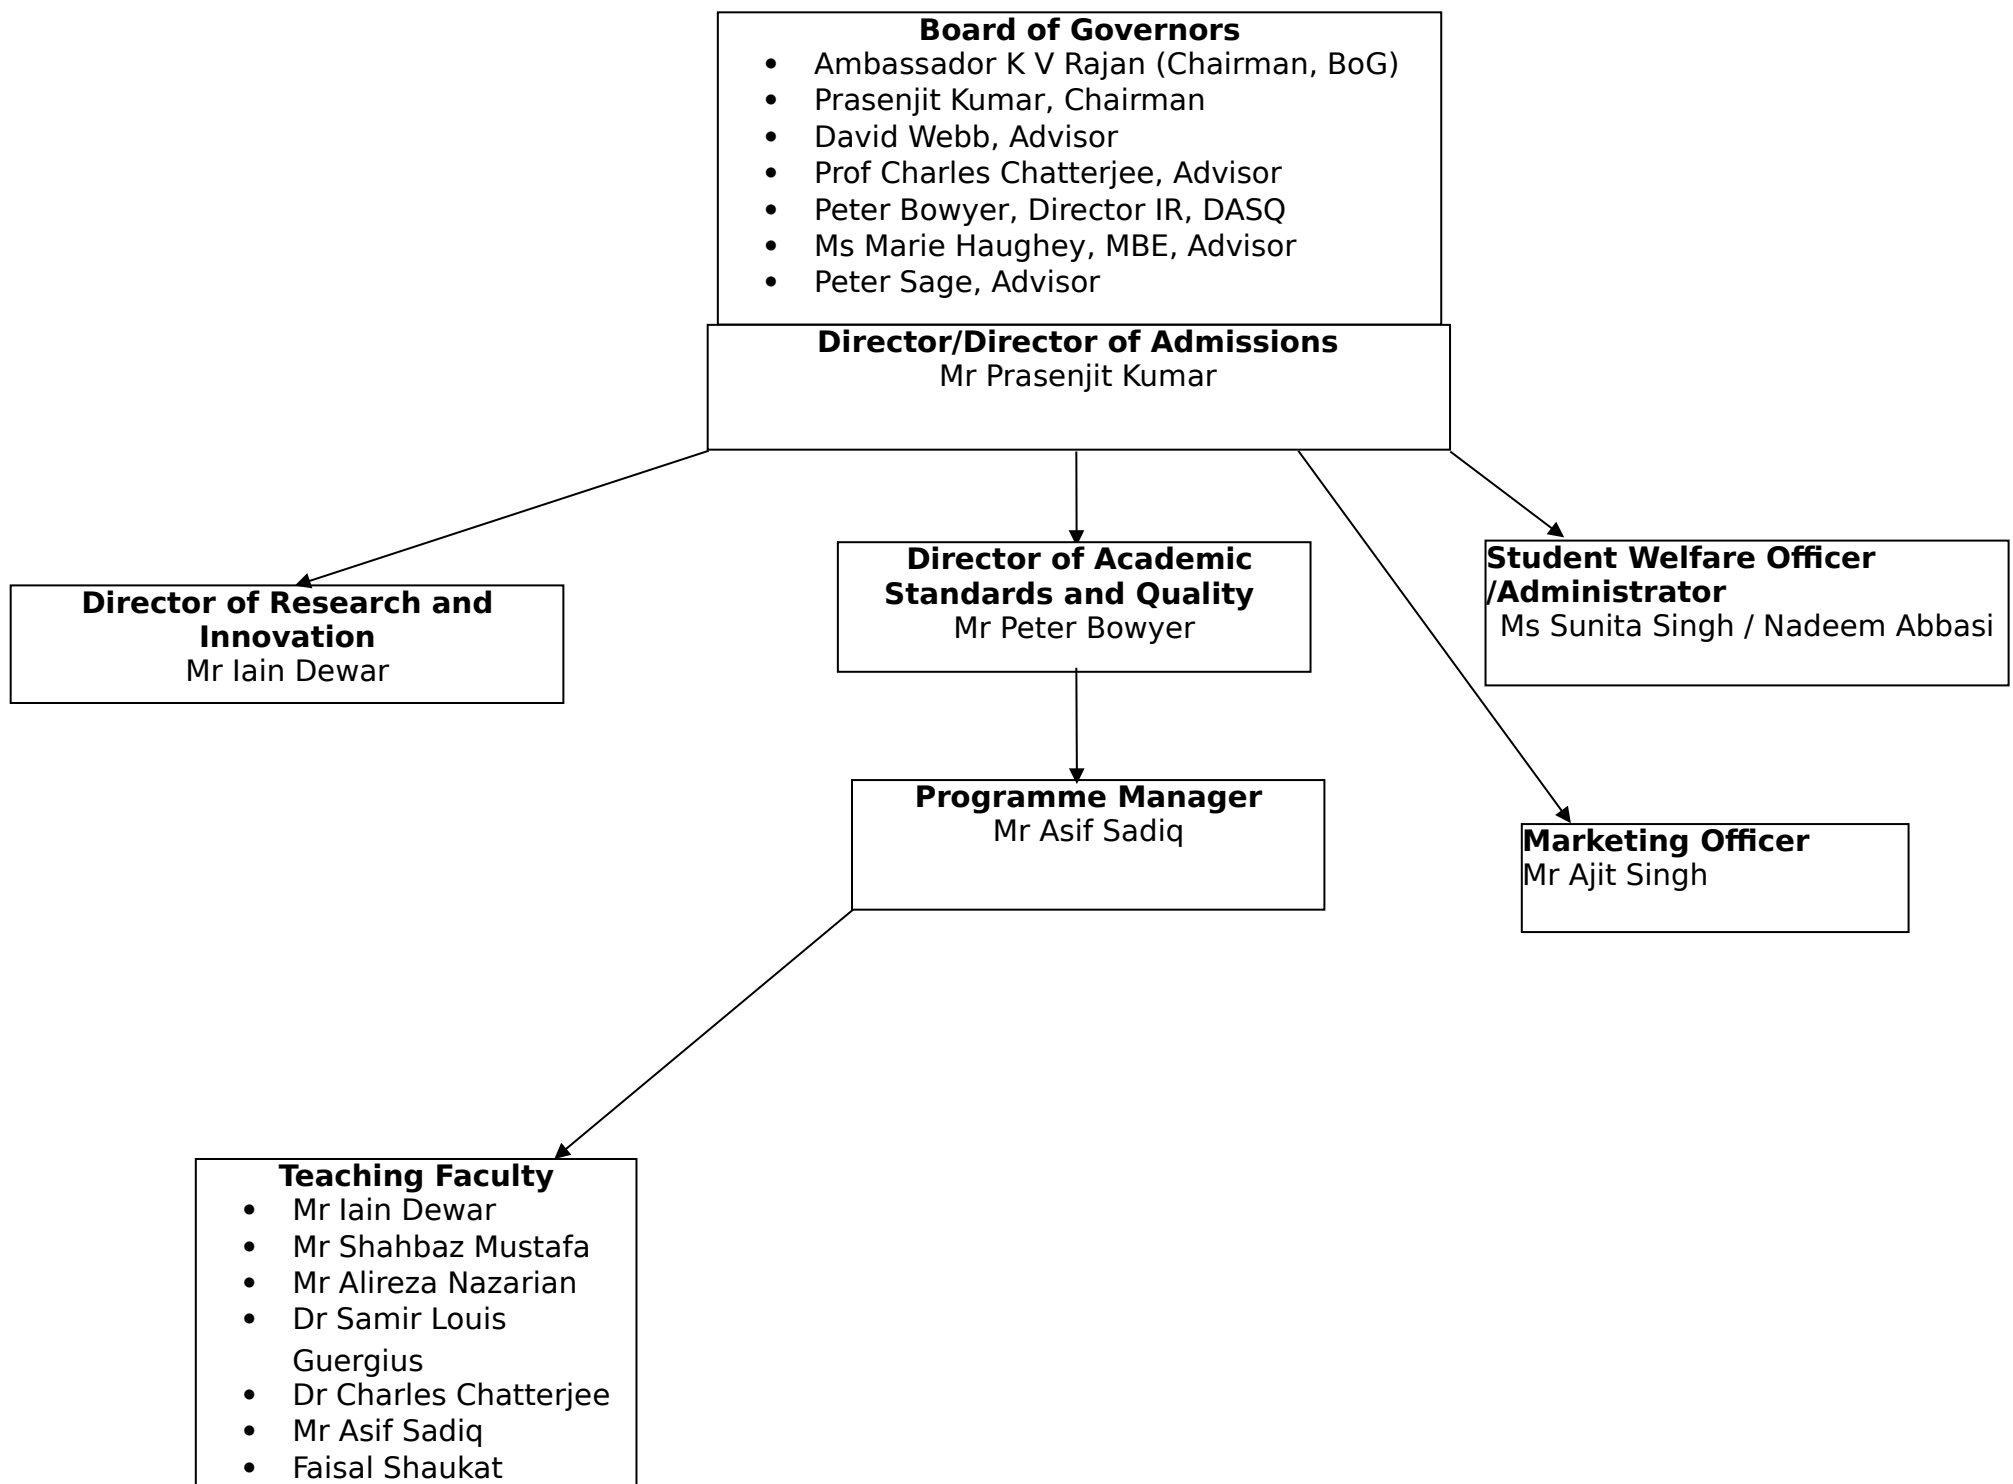 Board of Governors
• Ambassador K V Rajan (Chairman, BoG)
• Prasenjit Kumar, Chairman
• David Webb, Advisor
• Prof Charles Chatterjee, Advisor
• Peter Bowyer, Director IR, DASQ
• Ms Marie Haughey, MBE, Advisor
• Peter Sage, Advisor
Director/Director of Admissions
Mr Prasenjit Kumar
Director of Research and
Innovation
Mr Iain Dewar
Director of Academic
Standards and Quality
Mr Peter Bowyer
Student Welfare Officer
/Administrator
Ms Sunita Singh / Nadeem Abbasi
Programme Manager
Mr Asif Sadiq
Marketing Officer
Mr Ajit Singh
Teaching Faculty
• Mr Iain Dewar
• Mr Shahbaz Mustafa
• Mr Alireza Nazarian
• Dr Samir Louis
Guergius
• Dr Charles Chatterjee
• Mr Asif Sadiq
• Faisal Shaukat